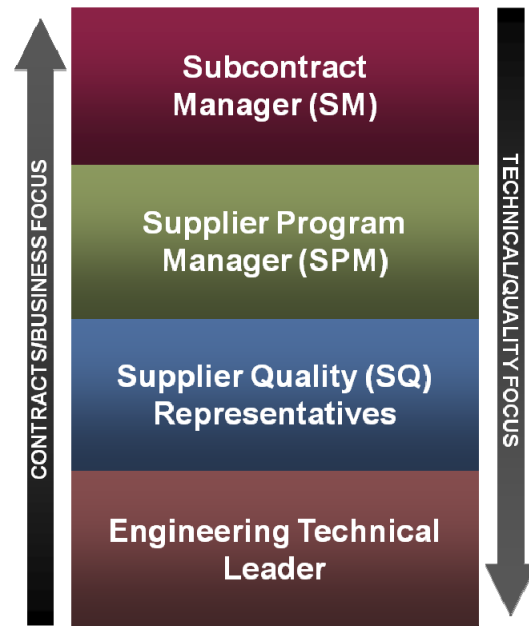 Subcontract
Manager (SM)
CONTRACTS/BUSINESS FOCUS
TECHNICAL/QUALITY FOCUS
Supplier Program
Manager (SPM)
Supplier Quality (SQ)
Representatives
Engineering Technical
Leader